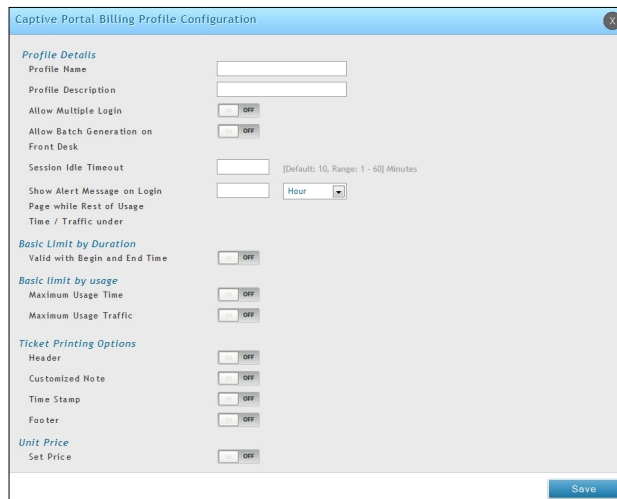 Captive Portal Billing Profile Configuration
X
Profile Details
Profile Name
Profile Description
Allow Multiple Login
OFF
Allow Batch Generation on
Front Desk
OFF
Session Idle Timeout
[Default: 10, Range: 1 - 60] Minutes
Show Alert Message on Login
Page while Rest of Usage
Time / Traffic under
Hour
Basic Limit by Duration
Valid with Begin and End Time
OFF
Basic limit by usage
Maximum Usage Time
OFF
Maximum Usage Traffic
OFF
Ticket Printing Options
Header
OFF
Customized Note
OFF
Time Stamp
OFF
Footer
OFF
Unit Price
Set Price
OFF
Save